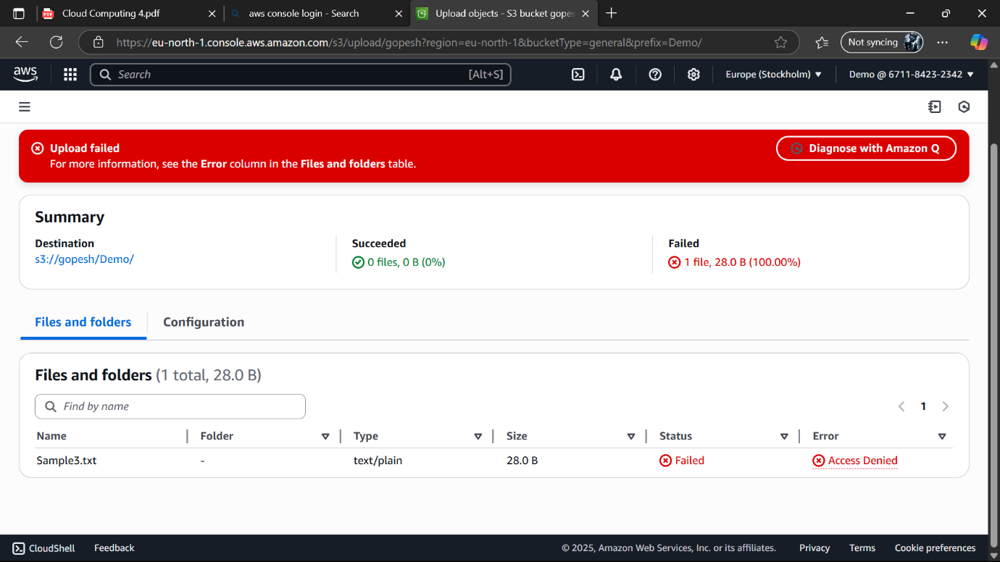 Cloud Computing 4.pdf
aws console login - Search
Upload objects - S3 bucket gopes
https://eu-north-1.console.aws.amazon.com/s3/upload/gopesh?region=eu-north-1&bucketType=general&prefix=Demo/
Not syncing
aws
Search
[Alt+S]
Europe (Stockholm)
Demo @ 6711-8423-2342
Upload failed
Diagnose with Amazon Q
For more information, see the Error column in the Files and folders table.
Summary
Destination
Succeeded
Failed
s3://gopesh/Demo/
0 files, 0 B (0%)
1 file, 28.0 B (100.00%)
Files and folders
Configuration
Files and folders (1 total, 28.0 B)
Find by name
1
Name Folder Type Size Status Error
Sample3.txt - text/plain 28.0 B Failed Access Denied
CloudShell Feedback © 2025, Amazon Web Services, Inc. or its affiliates. Privacy Terms Cookie preferences